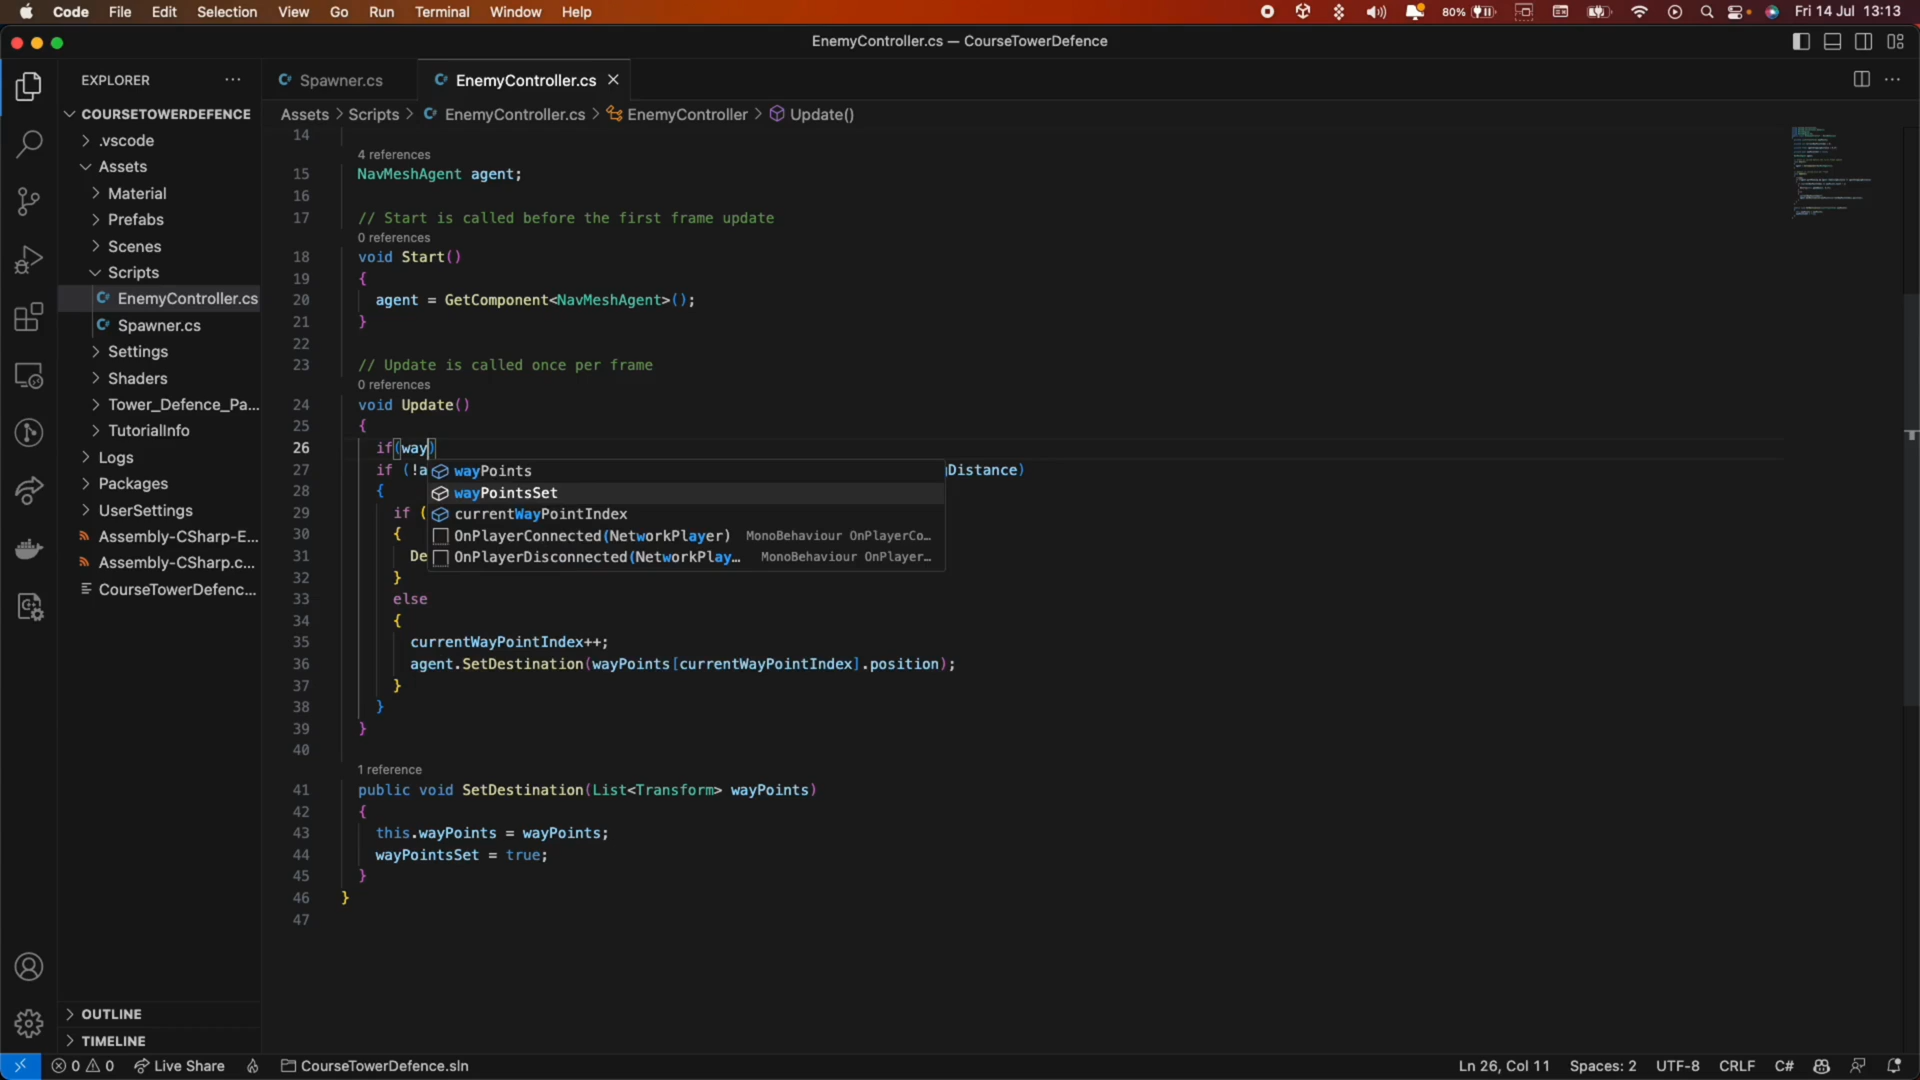 Code File Edit Selection View Go Run Terminal Window Help 80% Fri 14 Jul 13:13
EnemyController.cs — CourseTowerDefence
EXPLORER ...
Spawner.cs EnemyController.cs
COURSETOWERDEFENCE
.vscode
Assets
Material
Prefabs
Scenes
Scripts
EnemyController.cs
Spawner.cs
Settings
Shaders
Tower_Defence_Pa...
TutorialInfo
Logs
Packages
UserSettings
Assembly-CSharp-E...
Assembly-CSharp.c...
CourseTowerDefenc...
OUTLINE
TIMELINE
Assets > Scripts > EnemyController.cs > EnemyController > Update()
14
4 references
15 NavMeshAgent agent;
16
17 // Start is called before the first frame update
0 references
18 void Start()
19 {
20 agent = GetComponent<NavMeshAgent>();
21 }
22
23 // Update is called once per frame
0 references
24 void Update()
25 {
26 if(way)
27 if (!a gDistance)
28 {
29 if (
30 {
31 De
32 }
33 else
34 {
35 currentWayPointIndex++;
36 agent.SetDestination(wayPoints[currentWayPointIndex].position);
37 }
38 }
39 }
40
1 reference
41 public void SetDestination(List<Transform> wayPoints)
42 {
43 this.wayPoints = wayPoints;
44 wayPointsSet = true;
45 }
46 }
47
wayPoints
wayPointsSet
currentWayPointIndex
OnPlayerConnected(NetworkPlayer) MonoBehaviour OnPlayerCo...
OnPlayerDisconnected(NetworkPlay... MonoBehaviour OnPlayer...
0 0 Live Share CourseTowerDefence.sln Ln 26, Col 11 Spaces: 2 UTF-8 CRLF C#